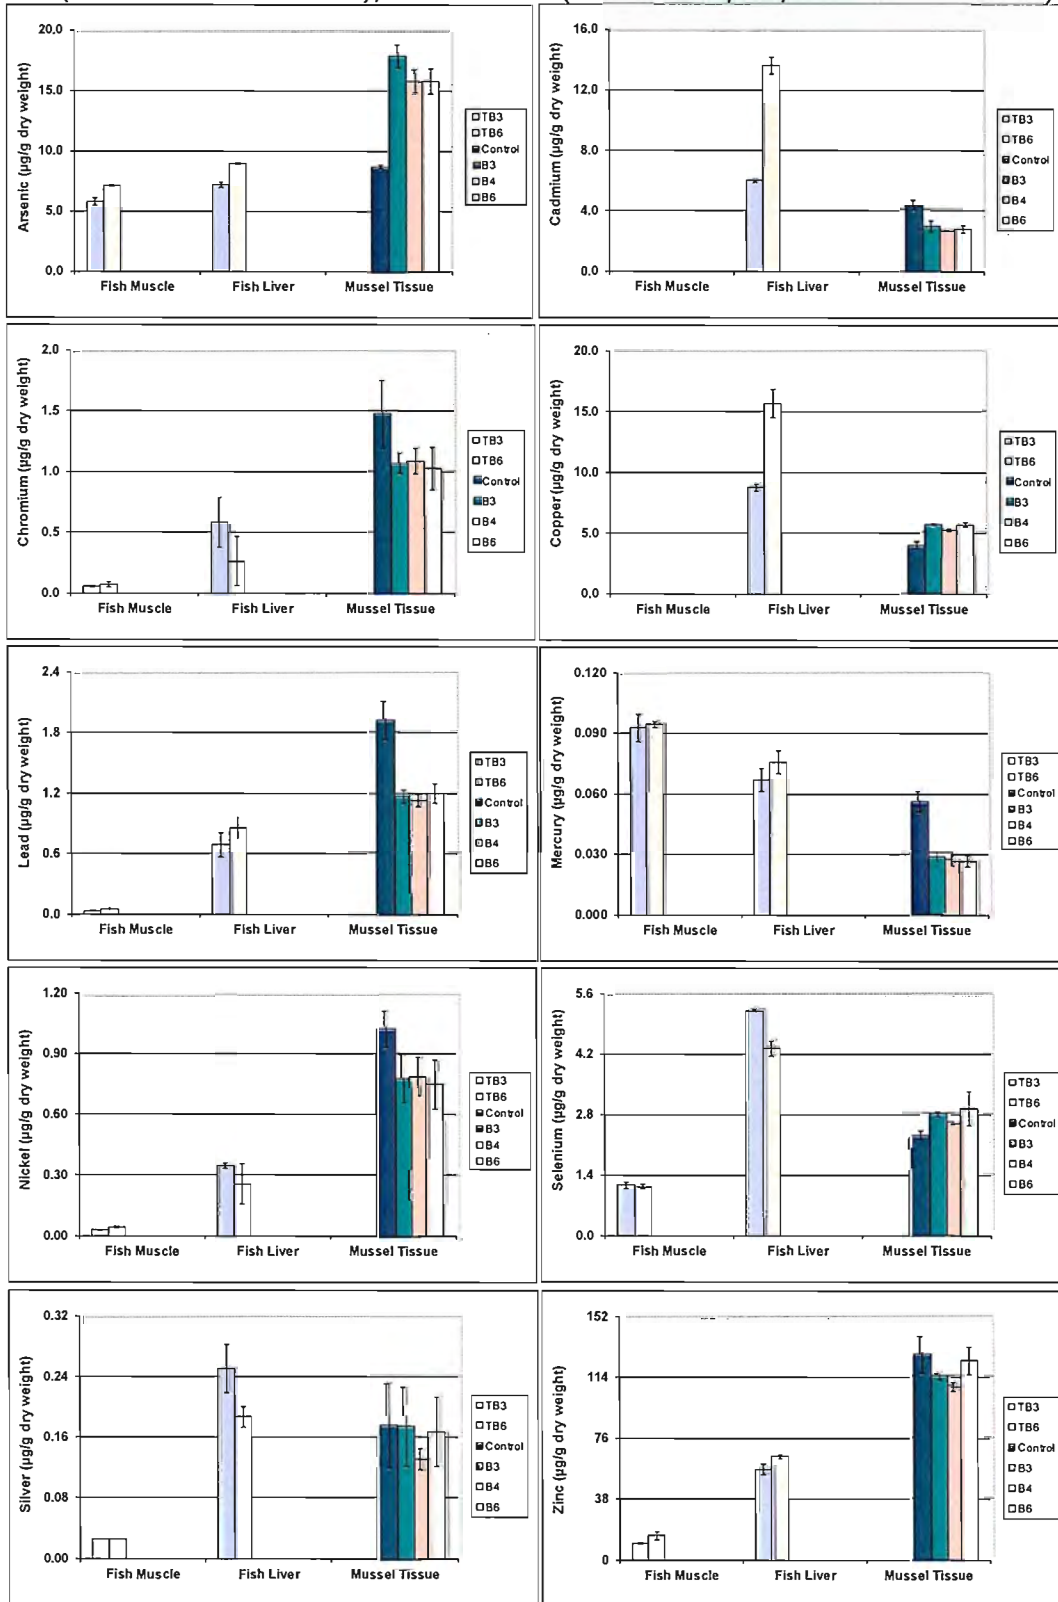 Arsenic (µg/g dry weight)
20.0
15.0
10.0
5.0
0.0
Fish Muscle Fish Liver Mussel Tissue
TB3
TB6
Control
B3
B4
B6
Cadmium (µg/g dry weight)
16.0
12.0
8.0
4.0
0.0
Fish Muscle Fish Liver Mussel Tissue
TB3
TB6
Control
B3
B4
B6
Chromium (µg/g dry weight)
2.0
1.5
1.0
0.5
0.0
Fish Muscle Fish Liver Mussel Tissue
TB3
TB6
Control
B3
B4
B6
Copper (µg/g dry weight)
20.0
15.0
10.0
5.0
0.0
Fish Muscle Fish Liver Mussel Tissue
TB3
TB6
Control
B3
B4
B6
Lead (µg/g dry weight)
2.4
1.8
1.2
0.6
0.0
Fish Muscle Fish Liver Mussel Tissue
TB3
TB6
Control
B3
B4
B6
Mercury (µg/g dry weight)
0.120
0.090
0.060
0.030
0.000
Fish Muscle Fish Liver Mussel Tissue
TB3
TB6
Control
B3
B4
B6
Nickel (µg/g dry weight)
1.20
0.90
0.60
0.30
0.00
Fish Muscle Fish Liver Mussel Tissue
TB3
TB6
Control
B3
B4
B6
Selenium (µg/g dry weight)
5.6
4.2
2.8
1.4
0.0
Fish Muscle Fish Liver Mussel Tissue
TB3
TB6
Control
B3
B4
B6
Silver (µg/g dry weight)
0.32
0.24
0.16
0.08
0.00
Fish Muscle Fish Liver Mussel Tissue
TB3
TB6
Control
B3
B4
B6
Zinc (µg/g dry weight)
152
114
76
38
0
Fish Muscle Fish Liver Mussel Tissue
TB3
TB6
Control
B3
B4
B6